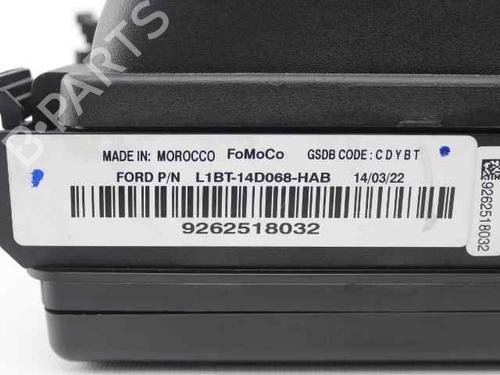 B-PARTS
MADE IN: MOROCCO FoMoCo GSDB CODE: CDYBT
FORD P/N L1BT-14D068-HAB 14/03/22
9262518032
9262518032